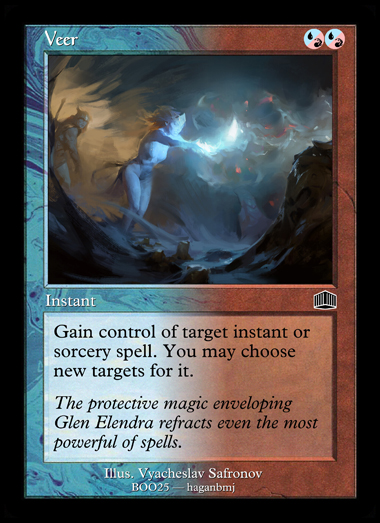 Veer
Instant
Gain control of target instant or
sorcery spell. You may choose
new targets for it.
The protective magic enveloping
Glen Elendra refracts even the most
powerful of spells.
Illus. Vyacheslav Safronov
BOO25 — haganbmj